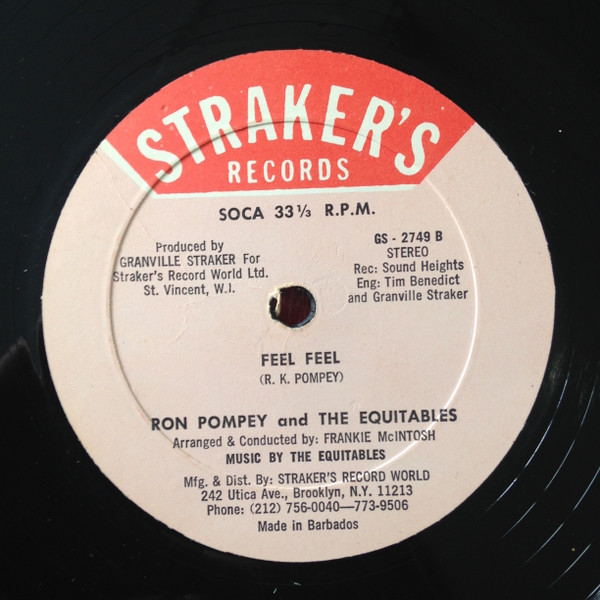 STRAKER'S
RECORDS
SOCA 33 1/3 R.P.M.
Produced by
GRANVILLE STRAKER For
Straker's Record World Ltd.
St. Vincent, W.I.
GS - 2749 B
STEREO
Rec: Sound Heights
Eng: Tim Benedict
and Granville Straker
FEEL FEEL
(R. K. POMPEY)
RON POMPEY and THE EQUITABLES
Arranged & Conducted by: FRANKIE McINTOSH
MUSIC BY THE EQUITABLES
Mfg. & Dist. By: STRAKER'S RECORD WORLD
242 Utica Ave., Brooklyn, N.Y. 11213
Phone: (212) 756-0040—773-9506
Made in Barbados